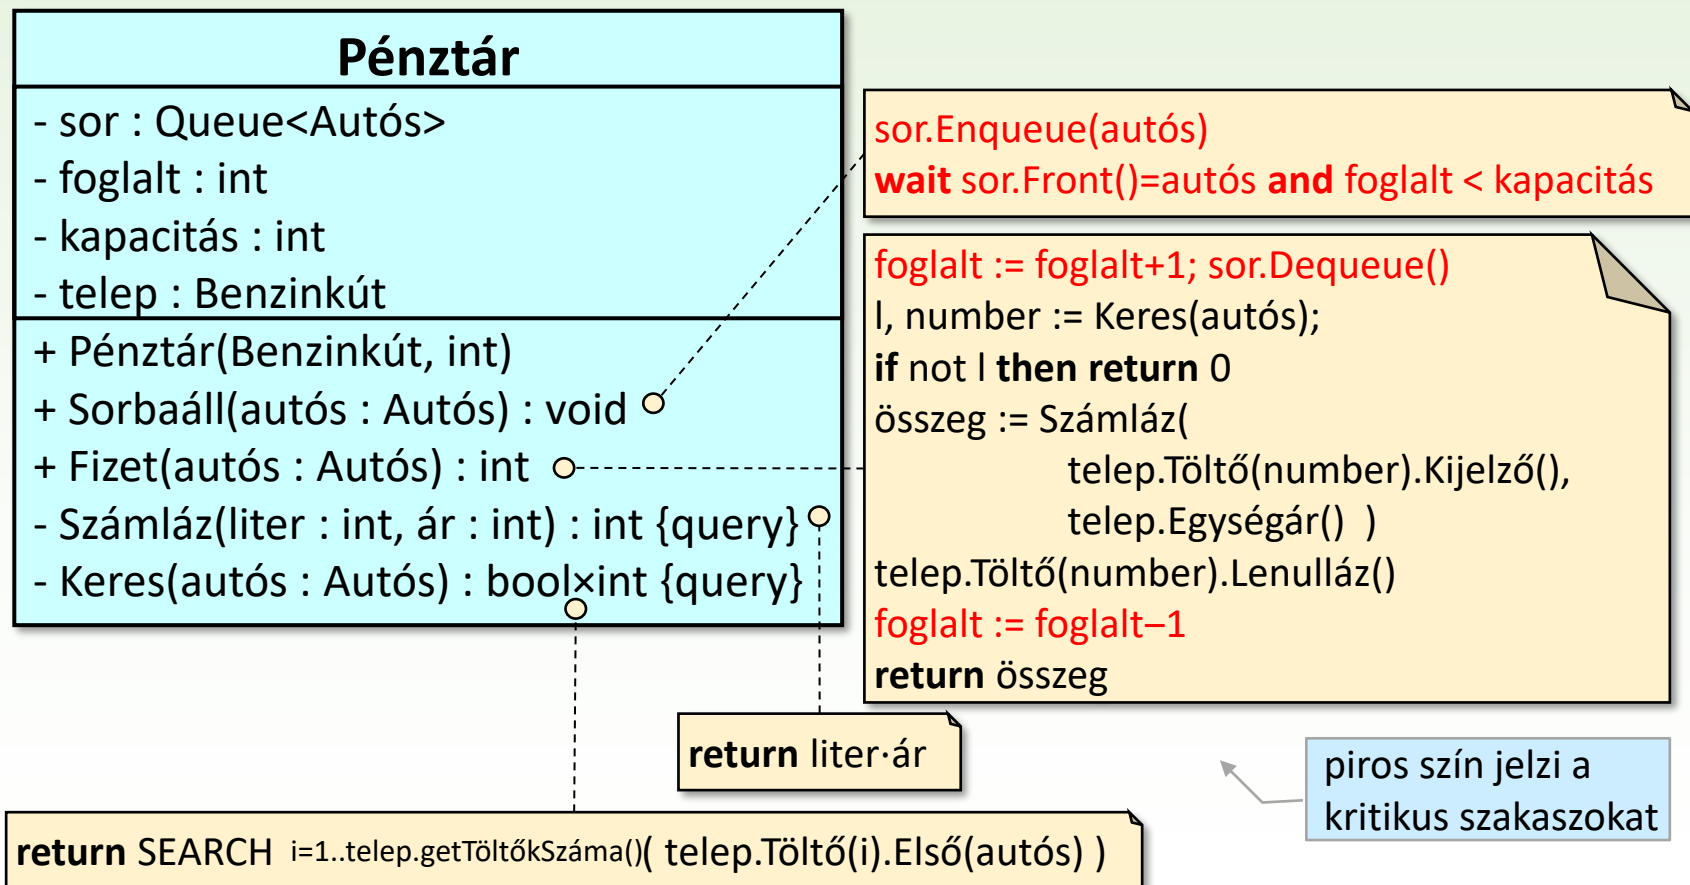 Pénztár
- sor : Queue<Autós>
- foglalt : int
- kapacitás : int
- telep : Benzinkút
+ Pénztár(Benzinkút, int)
+ Sorbaáll(autós : Autós) : void
+ Fizet(autós : Autós) : int
- Számláz(liter : int, ár : int) : int {query}
- Keres(autós : Autós) : bool×int {query}
sor.Enqueue(autós)
wait sor.Front()=autós and foglalt < kapacitás
foglalt := foglalt+1; sor.Dequeue()
l, number := Keres(autós);
if not l then return 0
összeg := Számláz(
telep.Töltő(number).Kijelző(),
telep.Egységár() )
telep.Töltő(number).Lenulláz()
foglalt := foglalt–1
return összeg
return liter·ár
piros szín jelzi a
kritikus szakaszokat
return SEARCH i=1..telep.getTöltőkSzáma()( telep.Töltő(i).Első(autós) )